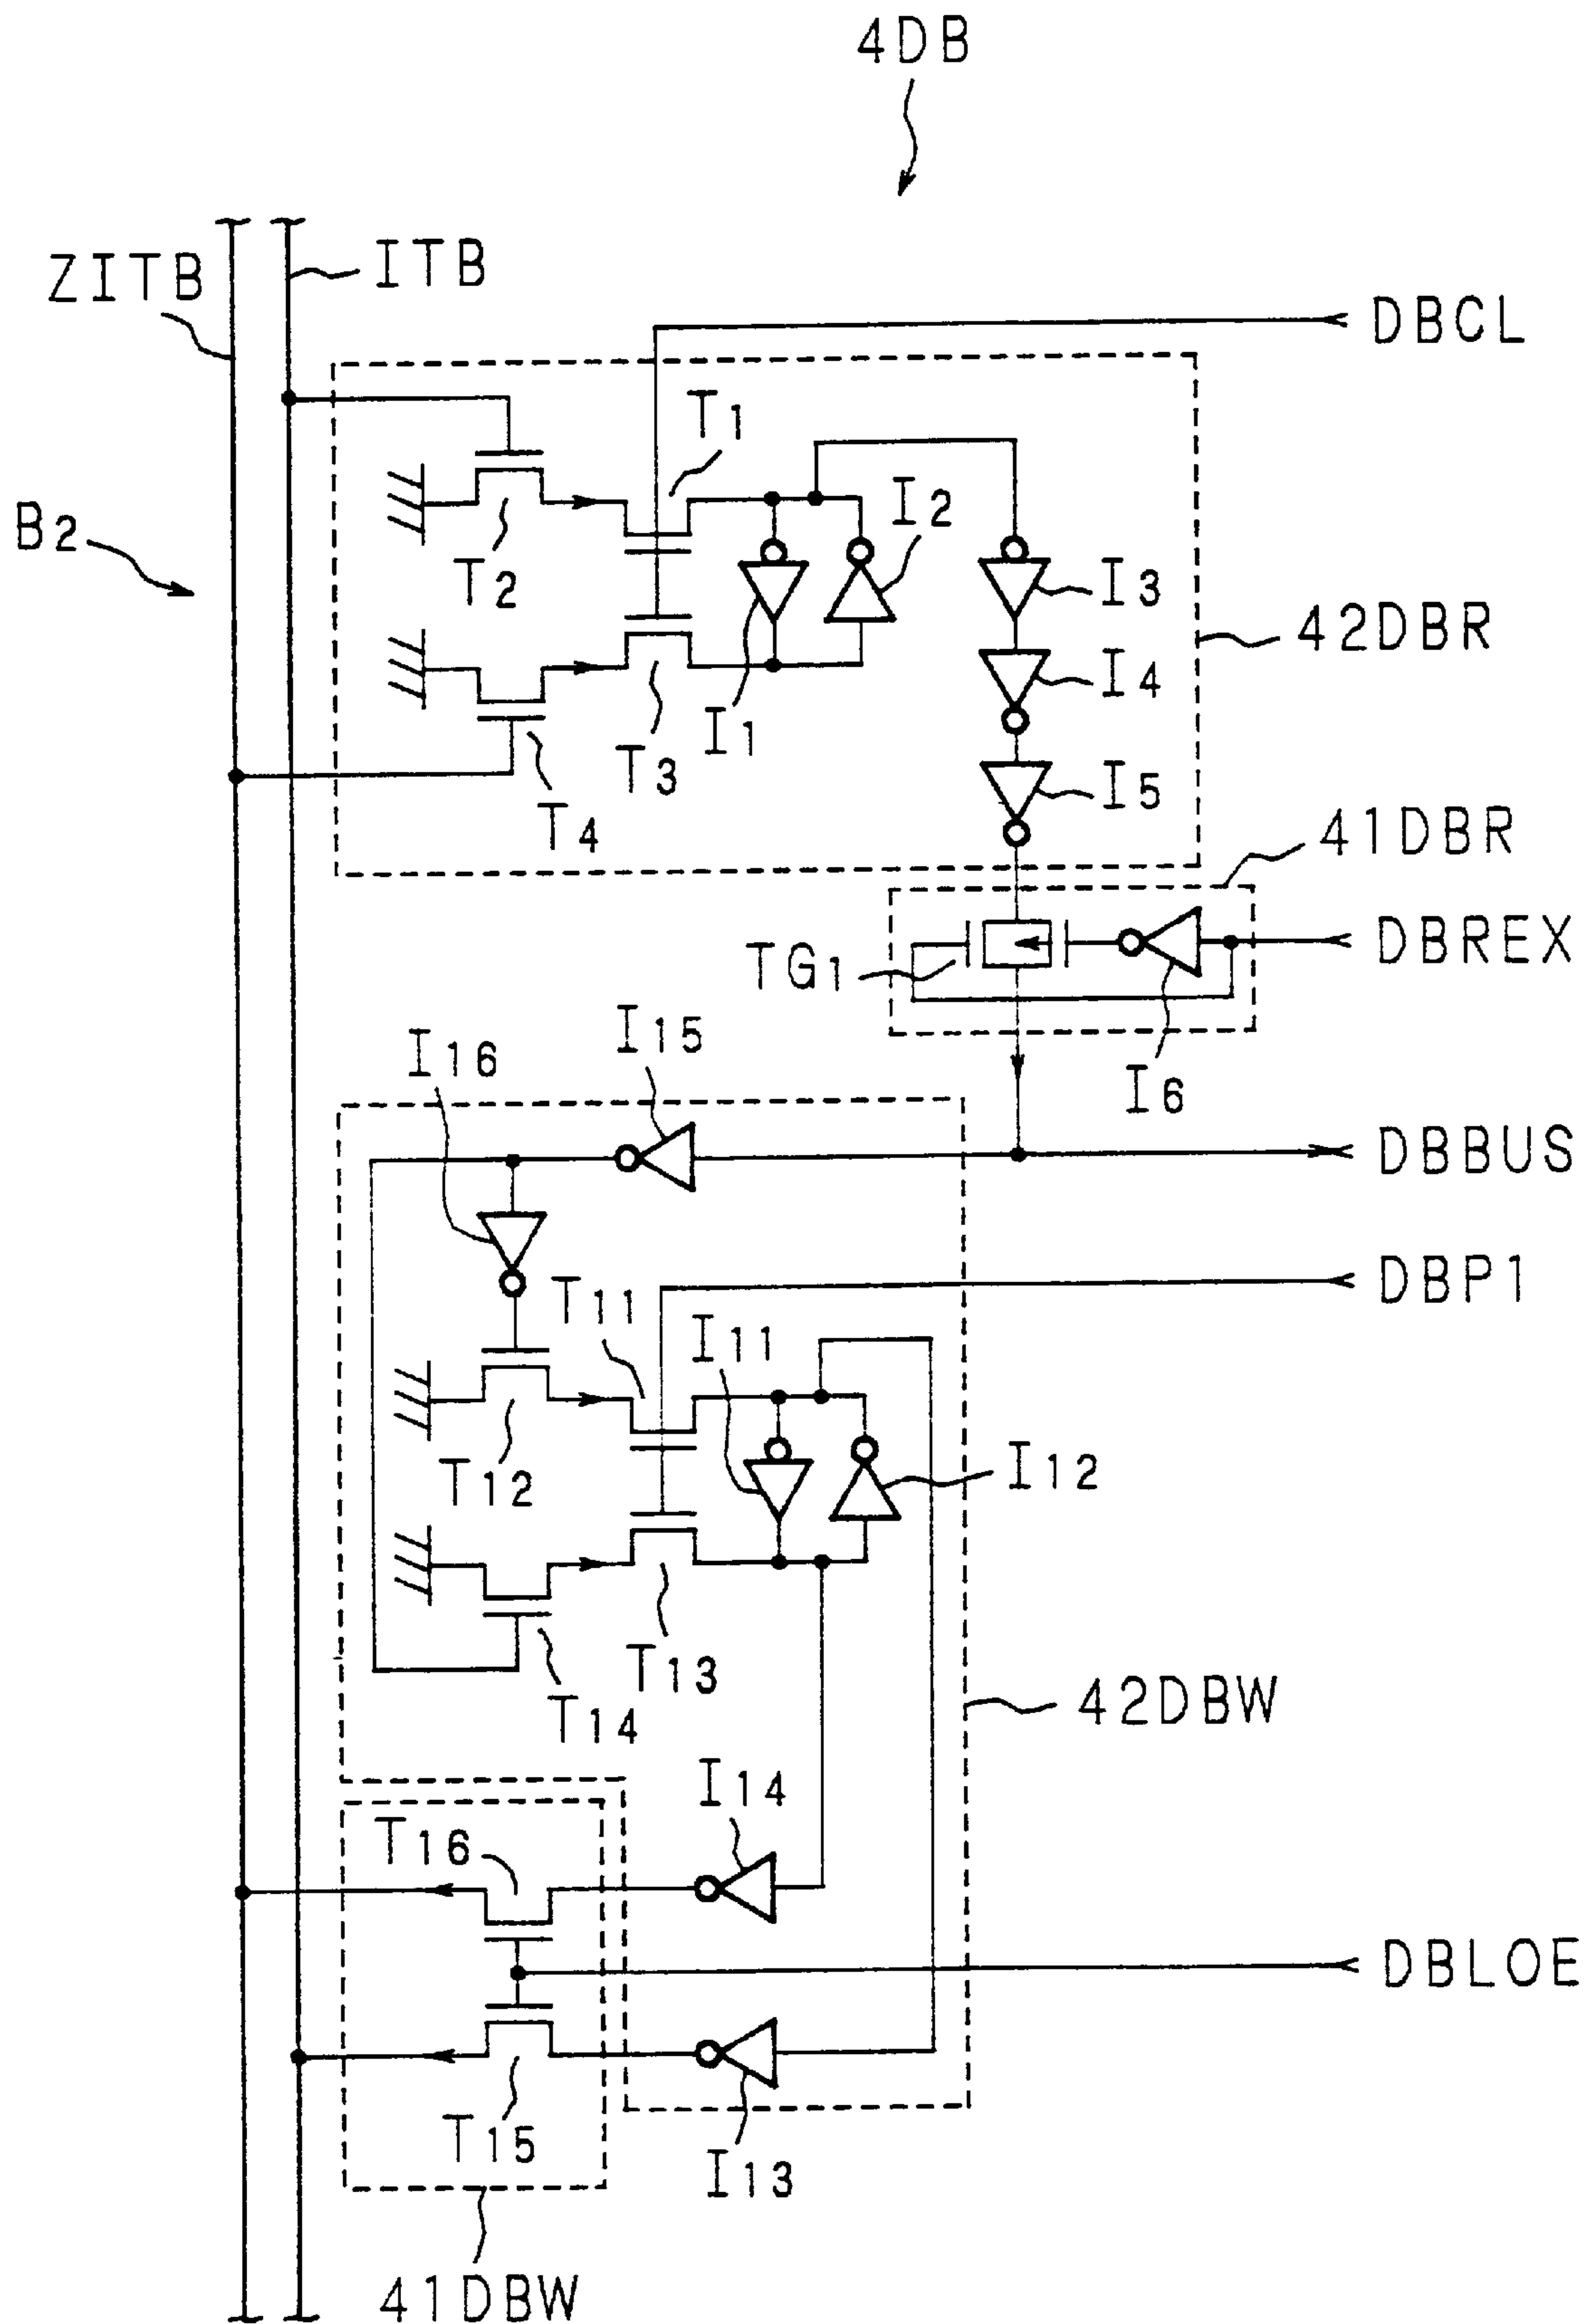 4DB
ZITB
ITB
DBCL
T1
B2
I2
T2
I3
42DBR
I4
I1
T3
I5
T4
41DBR
TG1
DBREX
I15
I16
I6
DBBUS
T11
DBP1
I11
T12
I12
T13
T14
42DBW
I14
T16
DBLOE
T15
I13
41DBW